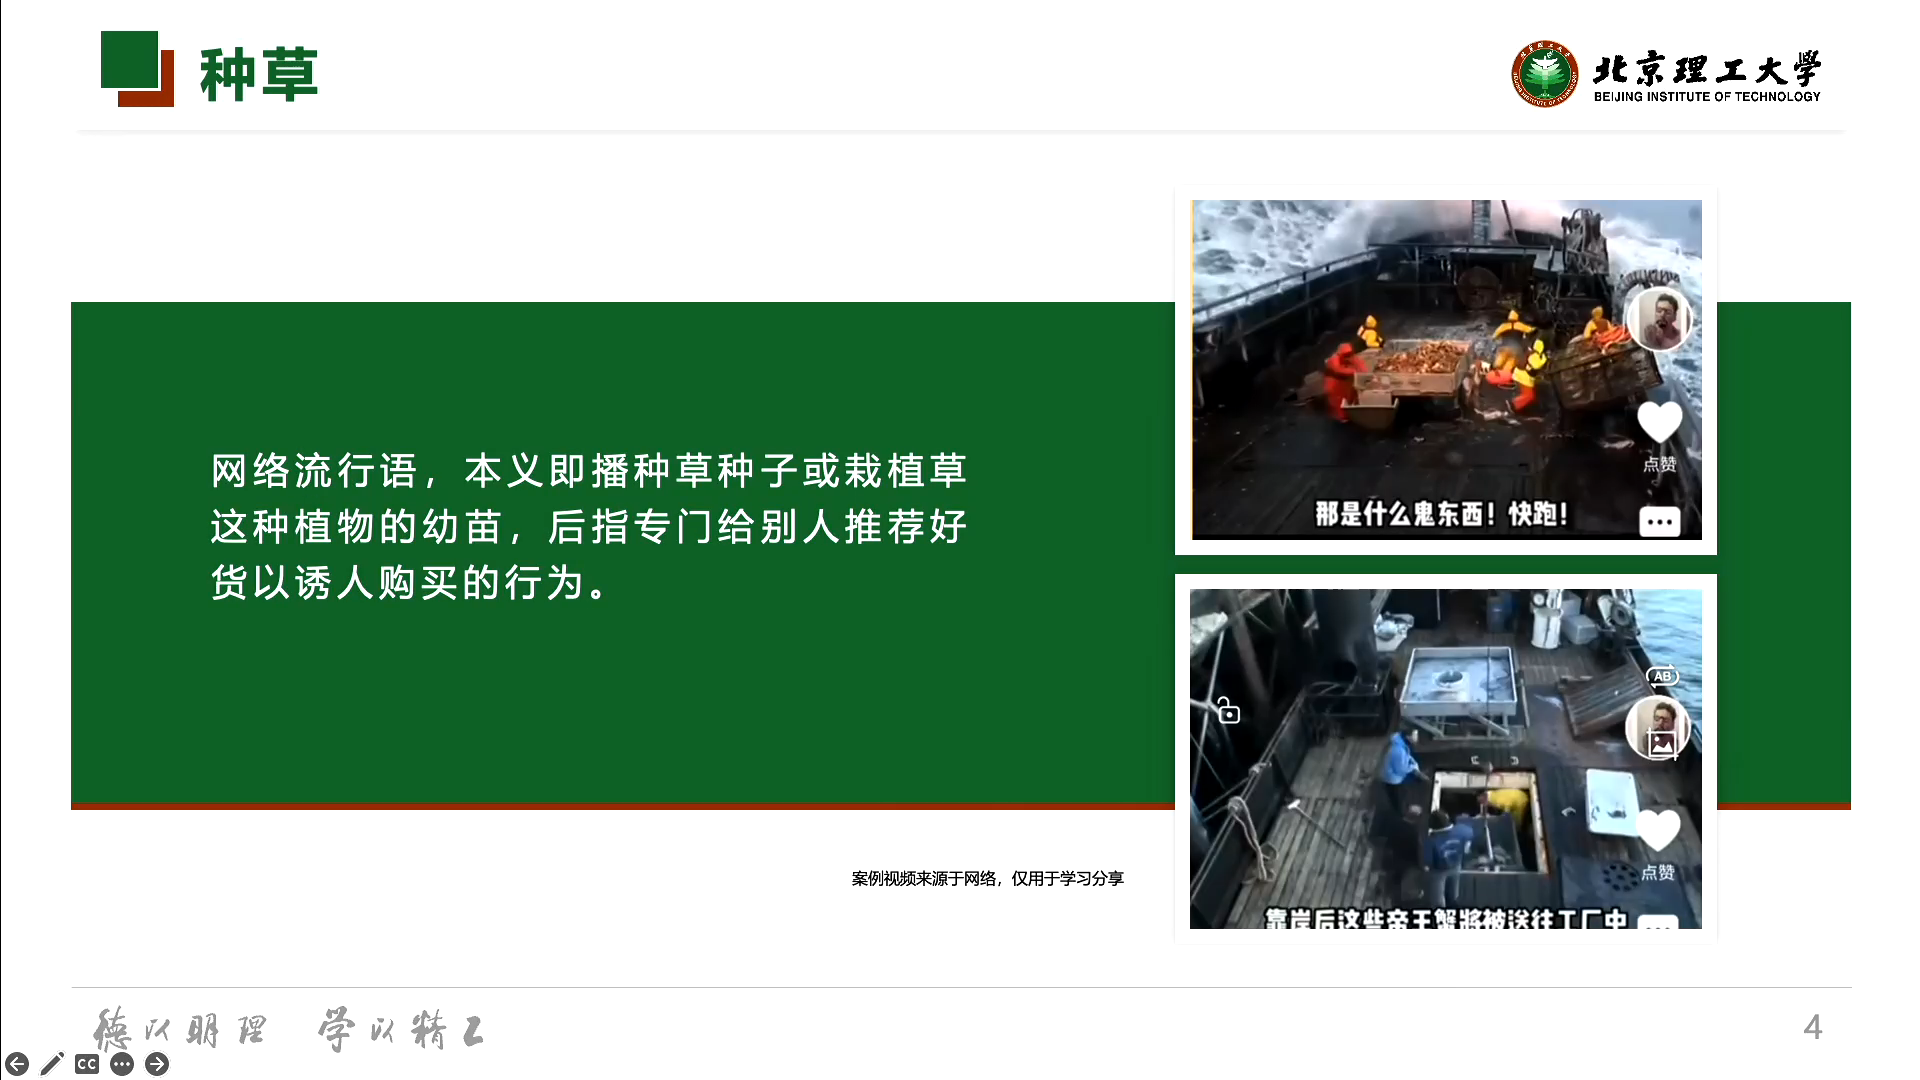 种草
北京理工大学
BEIJING INSTITUTE OF TECHNOLOGY
网络流行语，本义即播种草种子或栽植草
这种植物的幼苗，后指专门给别人推荐好
货以诱人购买的行为。
点赞
那是什么鬼东西！快跑！
AB
点赞
靠岸后这些帝王蟹将被送往工厂中
案例视频来源于网络，仅用于学习分享
德以明理 学以精工
4
CC